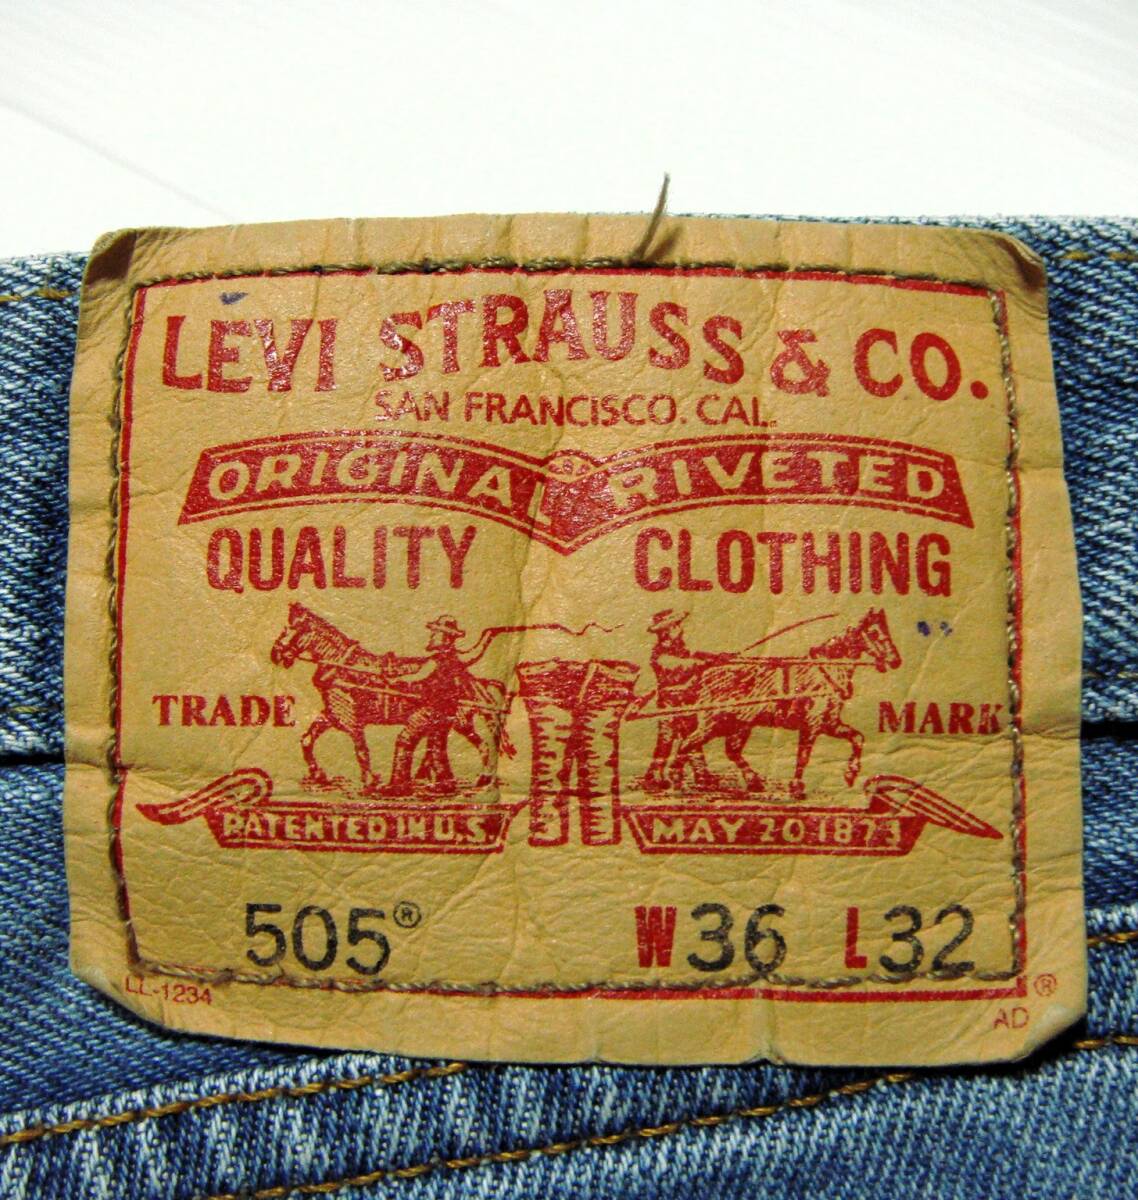 LEVI STRAUSS & CO.
SAN FRANCISCO. CAL.
ORIGINAL RIVETED
QUALITY CLOTHING
TRADE MARK
PATENTED IN U.S. MAY 20 1873
505® W36 L32
LL-1234 ®
AD